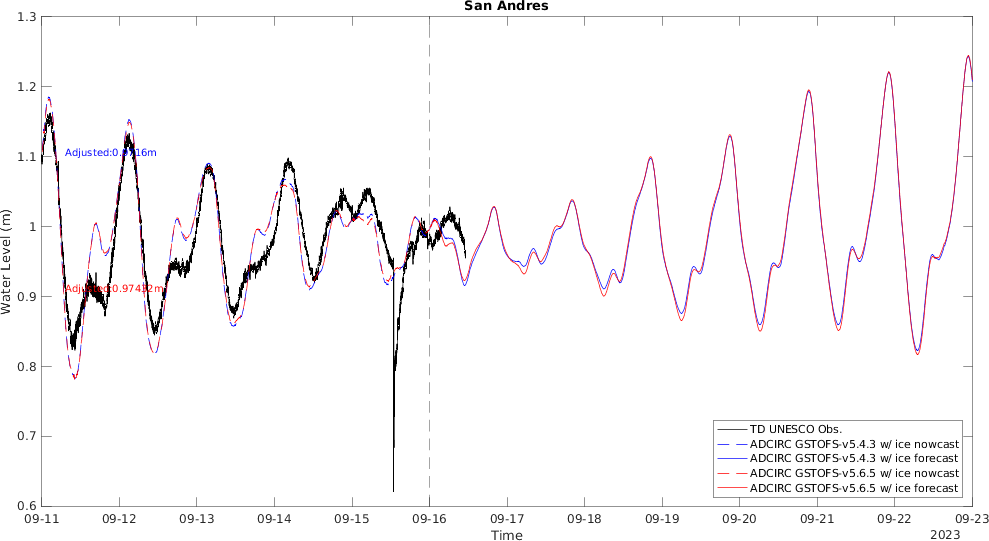 San Andres
1.3
1.2
1.1
1
0.9
0.8
0.7
0.6
Water Level (m)
Adjusted:0.9716m
Adjusted:0.97432m
TD UNESCO Obs.
ADCIRC GSTOFS-v5.4.3 w/ ice nowcast
ADCIRC GSTOFS-v5.4.3 w/ ice forecast
ADCIRC GSTOFS-v5.6.5 w/ ice nowcast
ADCIRC GSTOFS-v5.6.5 w/ ice forecast
09-11 09-12 09-13 09-14 09-15 09-16 09-17 09-18 09-19 09-20 09-21 09-22 09-23
Time
2023